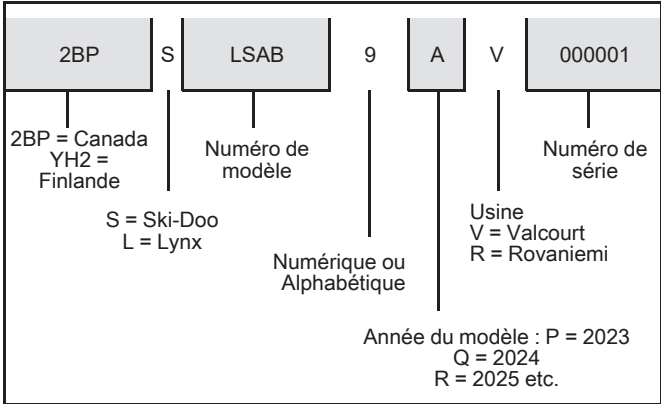 2BP S LSAB 9 A V 000001
2BP = Canada
YH2 =
Finlande
Numéro de
modèle
Numéro de
série
S = Ski-Doo
L = Lynx
Usine
V = Valcourt
R = Rovaniemi
Numérique ou
Alphabétique
Année du modèle : P = 2023
Q = 2024
R = 2025 etc.